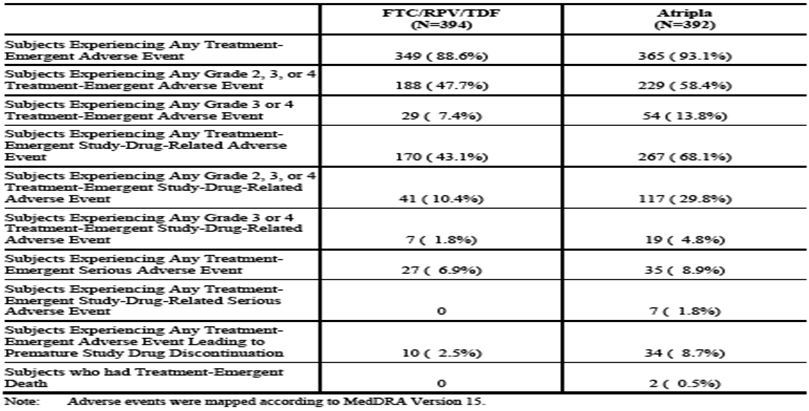 FTC/RPV/TDF Atripla
(N=394) (N=392)
Subjects Experiencing Any Treatment-
Emergent Adverse Event 349 ( 88.6%) 365 ( 93.1%)
Subjects Experiencing Any Grade 2, 3, or 4
Treatment-Emergent Adverse Event 188 ( 47.7%) 229 ( 58.4%)
Subjects Experiencing Any Grade 3 or 4
Treatment-Emergent Adverse Event 29 ( 7.4%) 54 ( 13.8%)
Subjects Experiencing Any Treatment-
Emergent Study-Drug-Related Adverse
Event 170 ( 43.1%) 267 ( 68.1%)
Subjects Experiencing Any Grade 2, 3, or 4
Treatment-Emergent Study-Drug-Related
Adverse Event 41 ( 10.4%) 117 ( 29.8%)
Subjects Experiencing Any Grade 3 or 4
Treatment-Emergent Study-Drug-Related
Adverse Event 7 ( 1.8%) 19 ( 4.8%)
Subjects Experiencing Any Treatment-
Emergent Serious Adverse Event 27 ( 6.9%) 35 ( 8.9%)
Subjects Experiencing Any Treatment-
Emergent Study-Drug-Related Serious
Adverse Event 0 7 ( 1.8%)
Subjects Experiencing Any Treatment-
Emergent Adverse Event Leading to
Premature Study Drug Discontinuation 10 ( 2.5%) 34 ( 8.7%)
Subjects who had Treatment-Emergent
Death 0 2 ( 0.5%)
Note: Adverse events were mapped according to MedDRA Version 15.